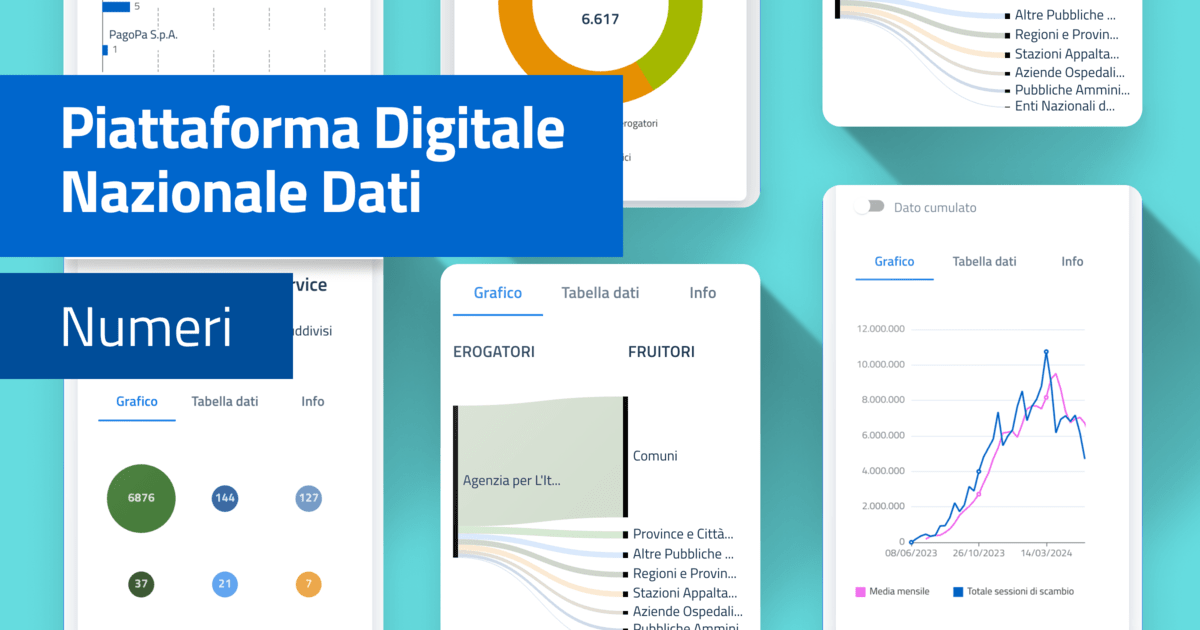 5
PagoPa S.p.A.
1
6.617
Altre Pubbliche ...
Regioni e Provin...
Stazioni Appalta...
Aziende Ospedali...
Pubbliche Ammini...
Enti Nazionali d...
Piattaforma Digitale
Nazionale Dati
Numeri
Grafico
Tabella dati
Info
6876
144
127
37
21
7
Grafico
Tabella dati
Info
EROGATORI
FRUITORI
Agenzia per L'It...
Comuni
Province e Città...
Altre Pubbliche ...
Regioni e Provin...
Stazioni Appalta...
Aziende Ospedali...
Pubbliche Ammini
Dato cumulato
Grafico
Tabella dati
Info
12.000.000
10.000.000
8.000.000
6.000.000
4.000.000
2.000.000
0
08/06/2023
26/10/2023
14/03/2024
Media mensile
Totale sessioni di scambio